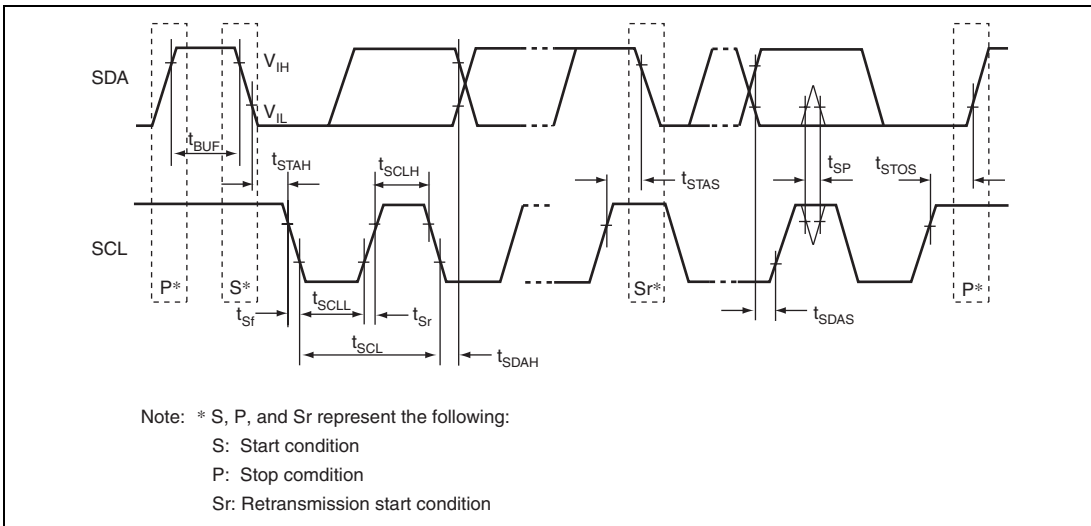 SDA
V_IH
V_IL
t_BUF
t_STAH
t_SCLH
t_STAS
t_SP
t_STOS
SCL
P*
S*
Sr*
P*
t_Sf
t_SCLL
t_Sr
t_SDAS
t_SCL
t_SDAH
Note: * S, P, and Sr represent the following:
S: Start condition
P: Stop comdition
Sr: Retransmission start condition